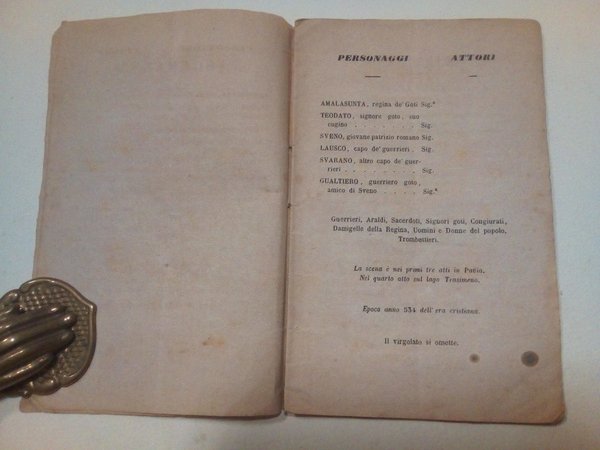 PERSONAGGI ATTORI
AMALASUNTA, regina de' Goti Sig.ª
TEODATO, signore goto, suo
cugino . . . . . . . Sig.
SVENO, giovane patrizio romano Sig.
LAUSCO, capo de' guerrieri . Sig.
SVARANO, altro capo de' guer-
rieri . . . . . . . . Sig.
GUALTIERO, guerriero goto,
amico di Sveno . . . . Sig.ª
Guerrieri, Araldi, Sacerdoti, Signori goti, Congiurati,
Damigelle della Regina, Uomini e Donne del popolo,
Trombettieri.
La scena è nei primi tre atti in Pavia.
Nel quarto atto sul lago Trasimeno.
Epoca anno 534 dell'era cristiana.
Il virgolato si omette.